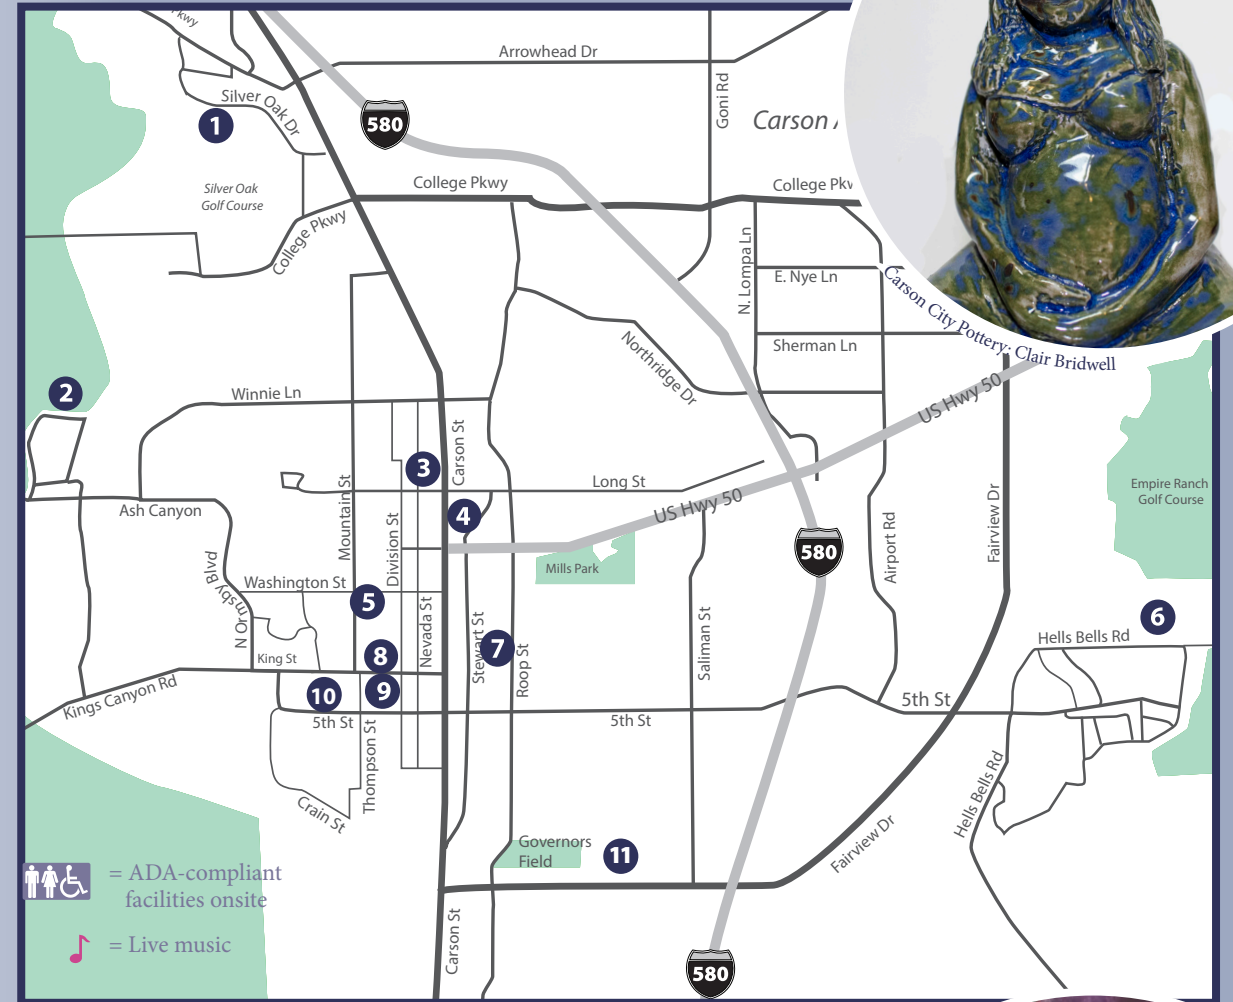 Pkwy
Arrowhead Dr
Silver Oak Dr
1
580
Goni Rd
Carson
Silver Oak
Golf Course
College Pkwy
College Pkw
College Pkwy
N. Lompa Ln
E. Nye Ln
Sherman Ln
Carson City Pottery: Clair Bridwell
Northridge Dr
US Hwy 50
2
Winnie Ln
Carson St
3
Long St
Empire Ranch
Golf Course
Mountain St
Ash Canyon
4
US Hwy 50
Division St
580
Airport Rd
Fairview Dr
Mills Park
N Ormsby Blvd
Washington St
5
Nevada St
Stewart St
7
Roop St
Saliman St
6
Hells Bells Rd
King St
8
Kings Canyon Rd
10
9
5th St
5th St
5th St
Thompson St
Crain St
Hells Bells Rd
Governors
Field
11
Fairview Dr
= ADA-compliant
facilities onsite
= Live music
Carson St
580